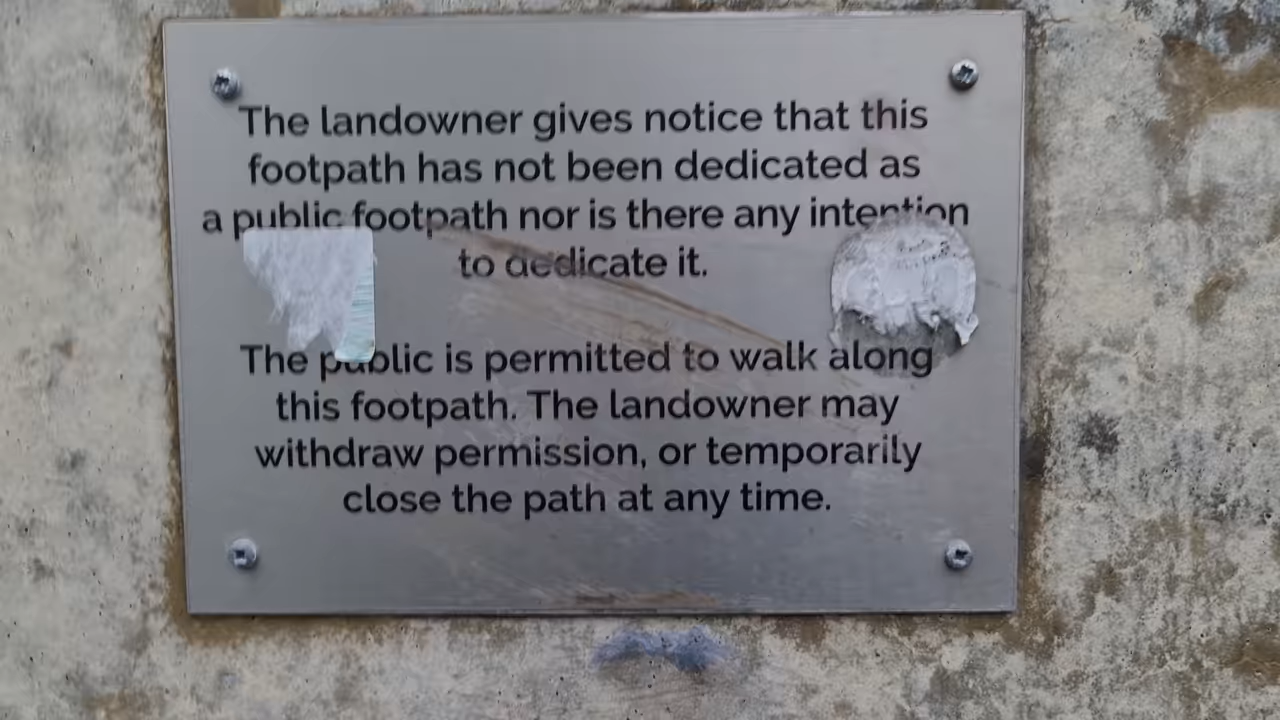 The landowner gives notice that this
footpath has not been dedicated as
a public footpath nor is there any intention
to dedicate it.
The public is permitted to walk along
this footpath. The landowner may
withdraw permission, or temporarily
close the path at any time.